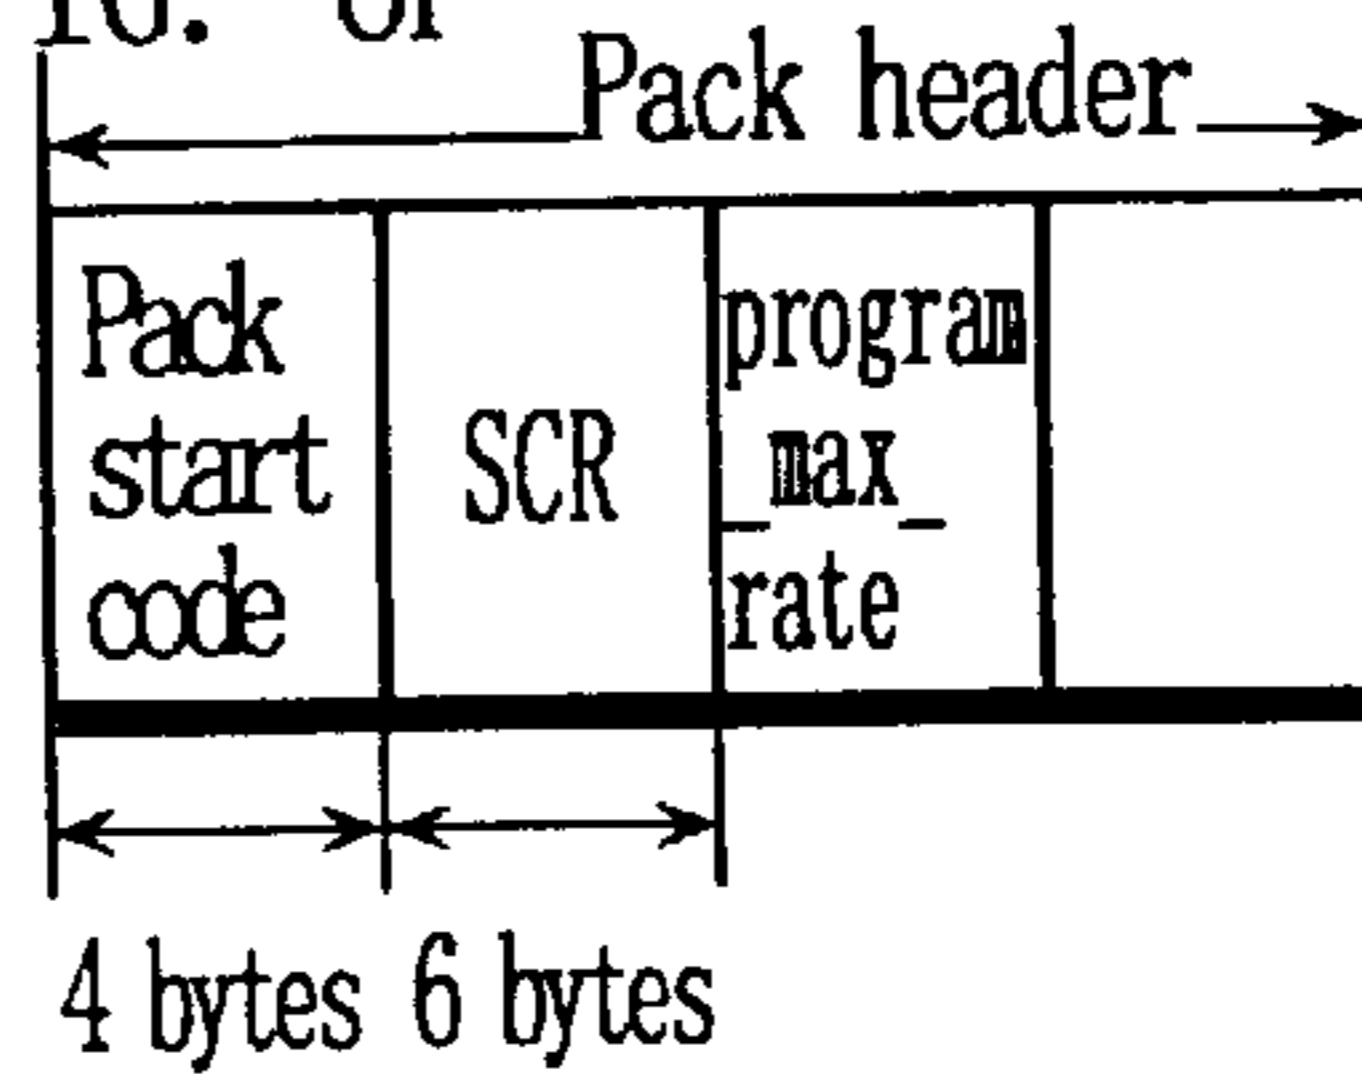 Pack header
Pack
start
code
SCR
program
_max_
rate
4 bytes 6 bytes